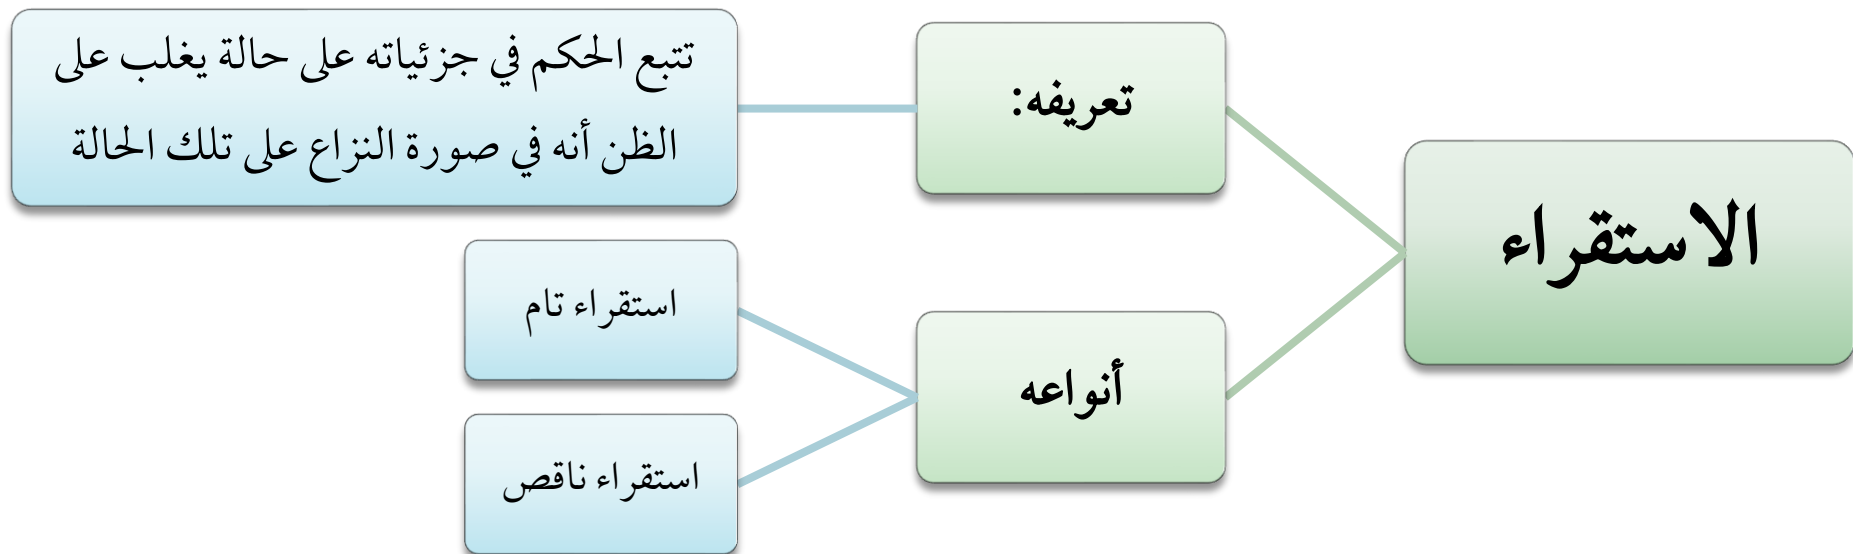 الاستقراء
تعريفه:
تتبع الحكم في جزئياته على حالة يغلب على
الظن أنه في صورة النزاع على تلك الحالة
أنواعه
استقراء تام
استقراء ناقص